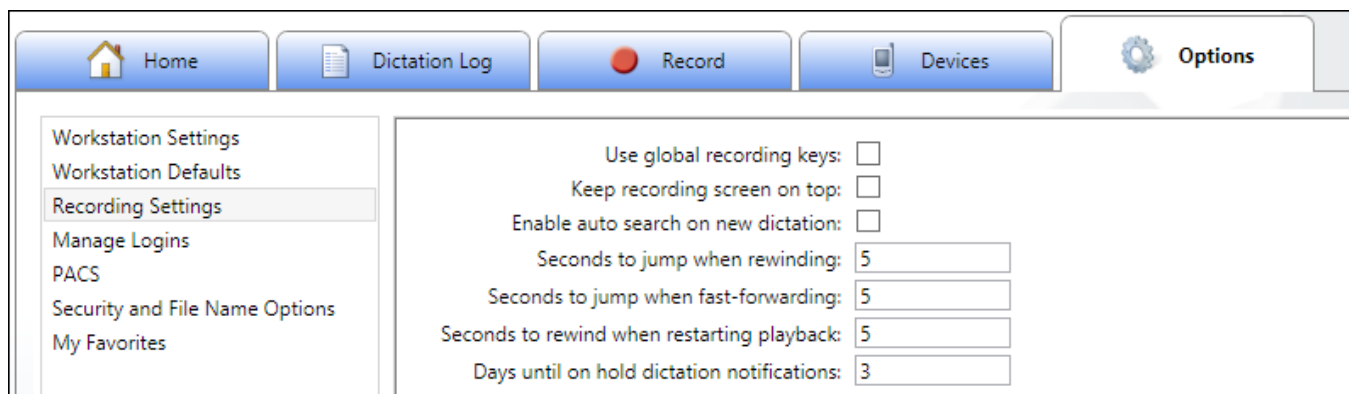 Home
Dictation Log
Record
Devices
Options
Workstation Settings
Workstation Defaults
Recording Settings
Manage Logins
PACS
Security and File Name Options
My Favorites
Use global recording keys:
Keep recording screen on top:
Enable auto search on new dictation:
Seconds to jump when rewinding: 5
Seconds to jump when fast-forwarding: 5
Seconds to rewind when restarting playback: 5
Days until on hold dictation notifications: 3